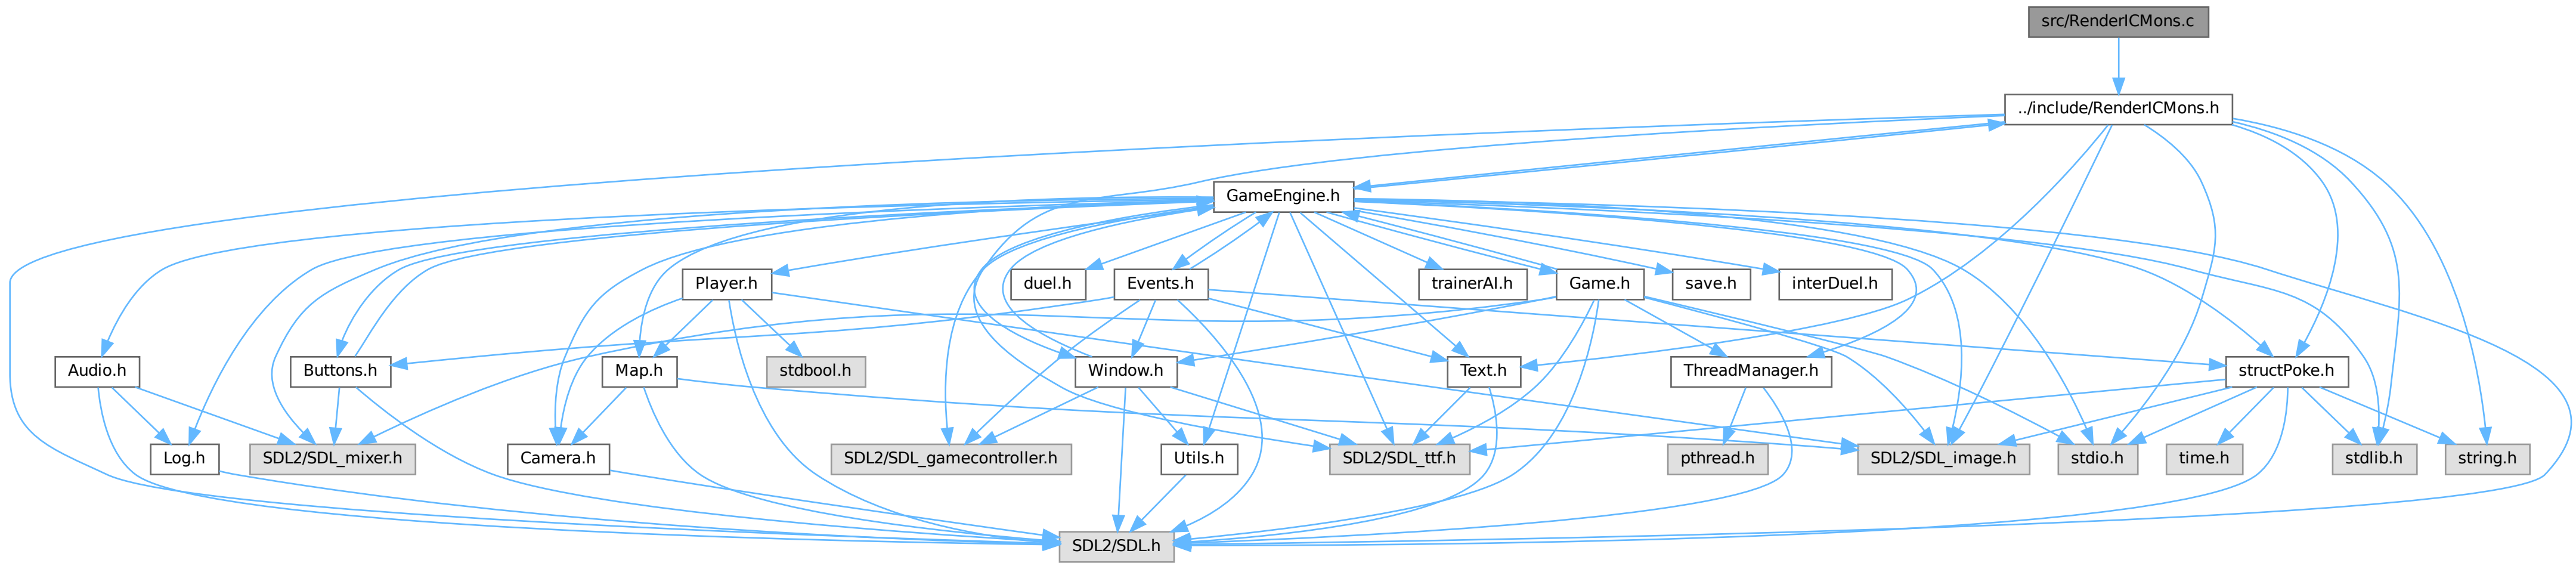 src/RenderICMons.c
../include/RenderICMons.h
GameEngine.h
Player.h
duel.h
Events.h
trainerAI.h
Game.h
save.h
interDuel.h
Audio.h
Buttons.h
Map.h
stdbool.h
Window.h
Text.h
ThreadManager.h
structPoke.h
Log.h
SDL2/SDL_mixer.h
Camera.h
SDL2/SDL_gamecontroller.h
Utils.h
SDL2/SDL_ttf.h
pthread.h
SDL2/SDL_image.h
stdio.h
time.h
stdlib.h
string.h
SDL2/SDL.h